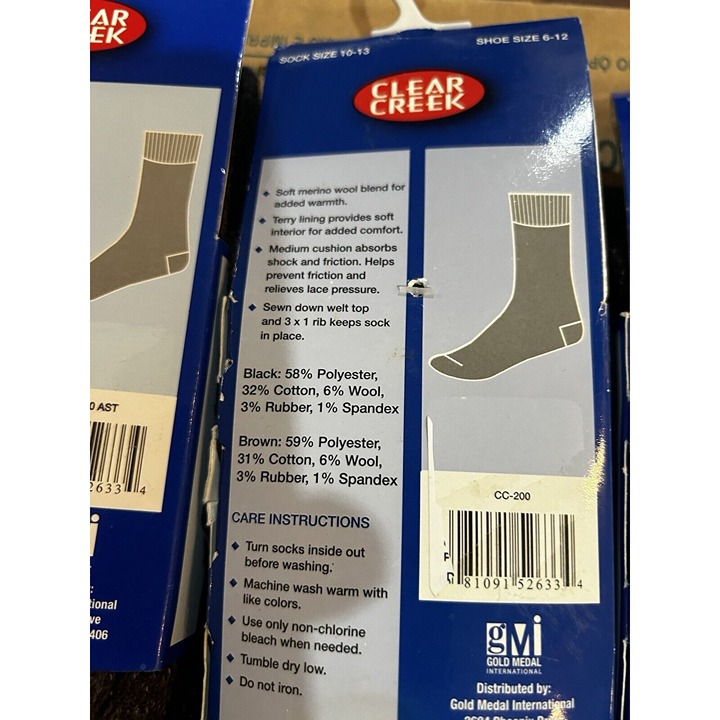 AR
EK
SOCK SIZE 10-13
SHOE SIZE 6-12
CLEAR
CREEK
◆ Soft merino wool blend for
added warmth.
◆ Terry lining provides soft
interior for added comfort.
◆ Medium cushion absorbs
shock and friction. Helps
prevent friction and
relieves lace pressure.
◆ Sewn down welt top
and 3 x 1 rib keeps sock
in place.
Black: 58% Polyester,
32% Cotton, 6% Wool,
3% Rubber, 1% Spandex
Brown: 59% Polyester,
31% Cotton, 6% Wool,
3% Rubber, 1% Spandex
CARE INSTRUCTIONS
◆ Turn socks inside out
before washing.
◆ Machine wash warm with
like colors.
◆ Use only non-chlorine
bleach when needed.
◆ Tumble dry low.
◆ Do not iron.
CC-200
81091 52633 4
gMi
GOLD MEDAL
INTERNATIONAL
Distributed by:
Gold Medal International
0 AST
52633 4
tional
ve
406